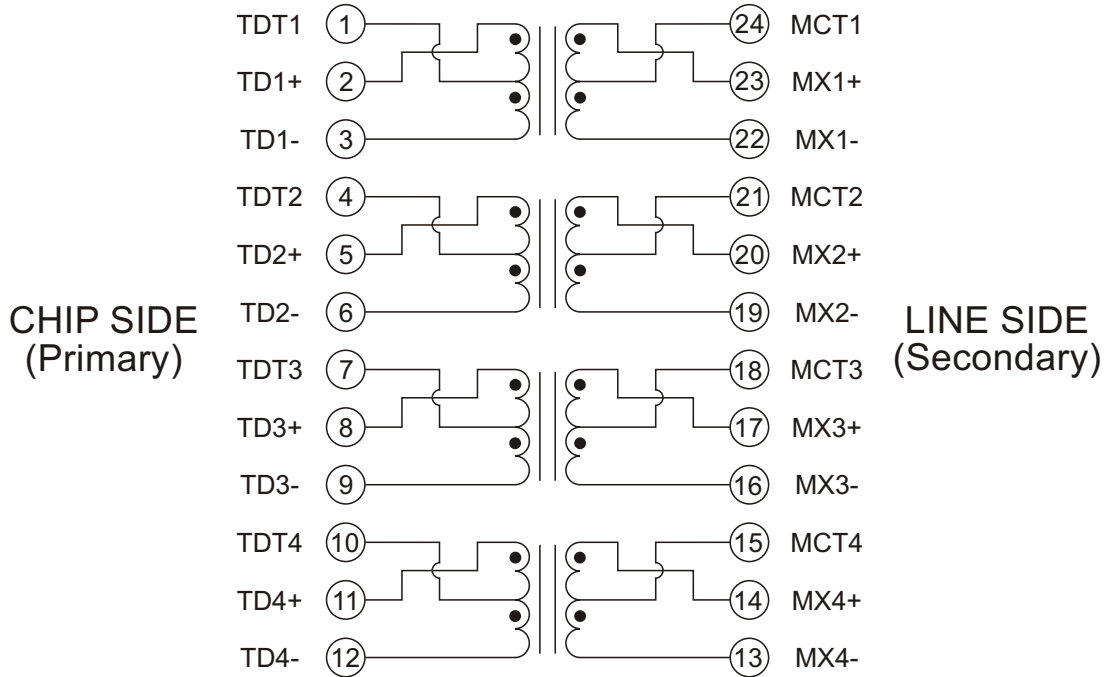 TDT1 1 24 MCT1
TD1+ 2 23 MX1+
TD1- 3 22 MX1-
TDT2 4 21 MCT2
TD2+ 5 20 MX2+
TD2- 6 19 MX2-
CHIP SIDE
(Primary)
LINE SIDE
(Secondary)
TDT3 7 18 MCT3
TD3+ 8 17 MX3+
TD3- 9 16 MX3-
TDT4 10 15 MCT4
TD4+ 11 14 MX4+
TD4- 12 13 MX4-